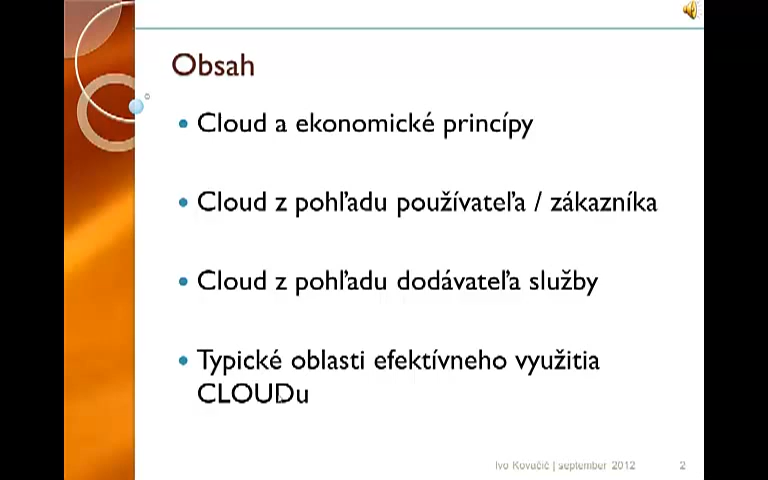 Obsah
Cloud a ekonomické princípy
Cloud z pohľadu používateľa / zákazníka
Cloud z pohľadu dodávateľa služby
Typické oblasti efektívneho využitia
CLOUDu
Ivo Kovačič | september 2012 2